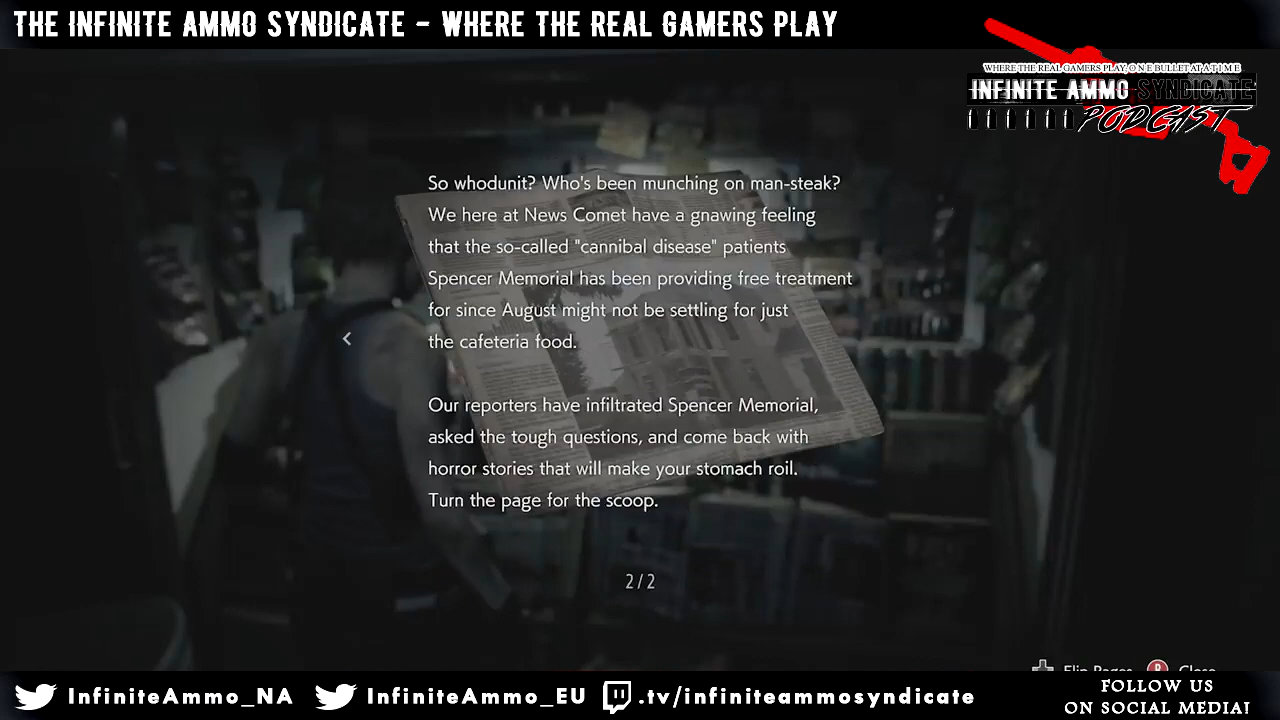 THE INFINITE AMMO SYNDICATE - WHERE THE REAL GAMERS PLAY
WHERE THE REAL GAMERS PLAY, ONE BULLET AT A TIME
INFINITE AMMO SYNDICATE
PODCAST
So whodunit? Who's been munching on man-steak?
We here at News Comet have a gnawing feeling
that the so-called "cannibal disease" patients
Spencer Memorial has been providing free treatment
for since August might not be settling for just
the cafeteria food.
Our reporters have infiltrated Spencer Memorial,
asked the tough questions, and come back with
horror stories that will make your stomach roil.
Turn the page for the scoop.
2 / 2
Flip Pages B Close
InfiniteAmmo_NA InfiniteAmmo_EU .tv/infiniteammosyndicate
FOLLOW US
ON SOCIAL MEDIA!